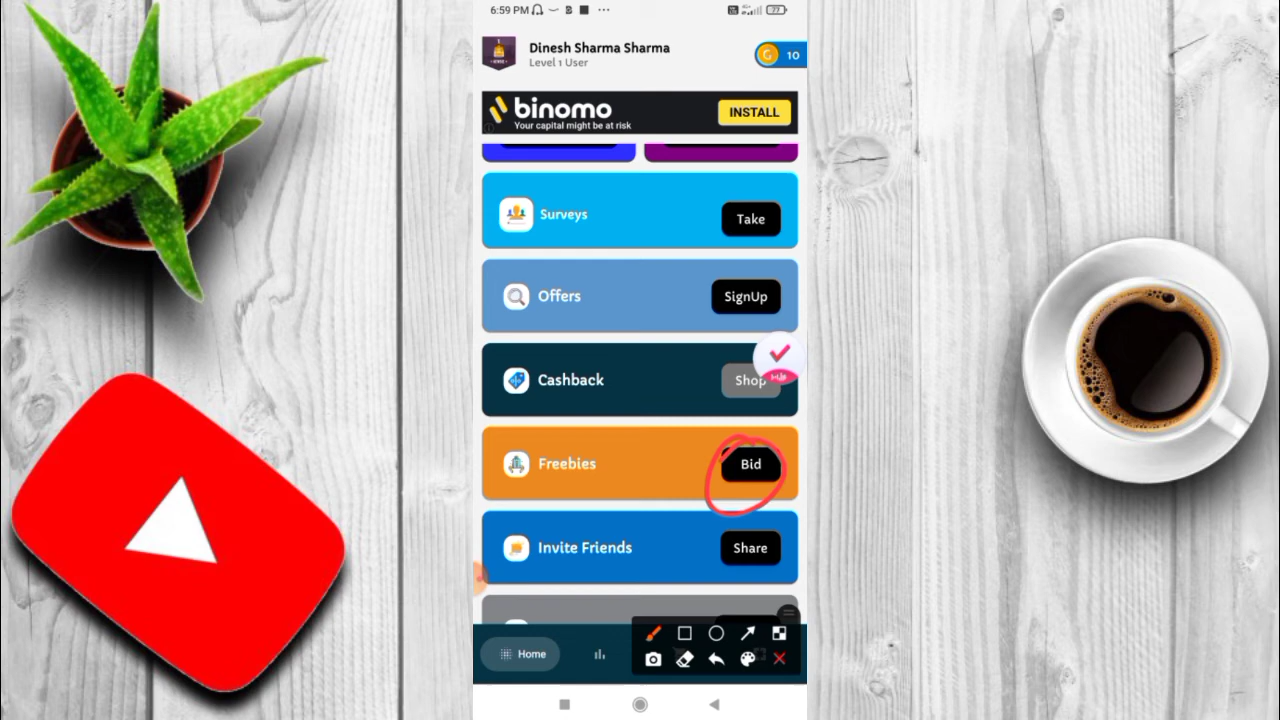 6:59 PM
77
Dinesh Sharma Sharma
Level 1 User
10
binomo
Your capital might be at risk
INSTALL
Surveys
Take
Offers
SignUp
Cashback
Shop
Freebies
Bid
Invite Friends
Share
Home